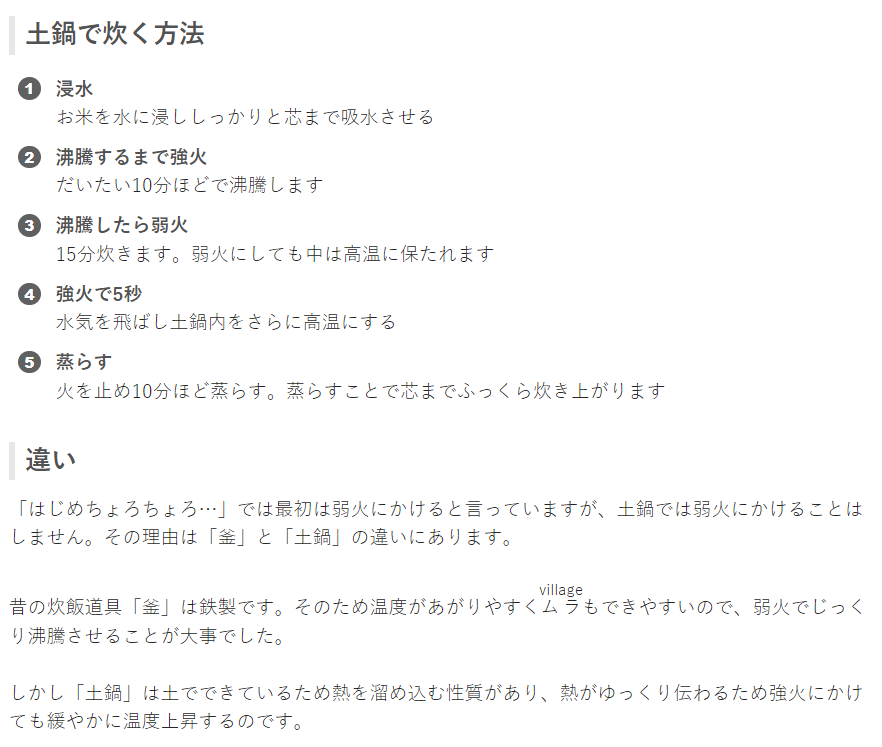 土鍋で炊く方法
1 浸水
お米を水に浸ししっかりと芯まで吸水させる
2 沸騰するまで強火
だいたい10分ほどで沸騰します
3 沸騰したら弱火
15分炊きます。弱火にしても中は高温に保たれます
4 強火で5秒
水気を飛ばし土鍋内をさらに高温にする
5 蒸らす
火を止め10分ほど蒸らす。蒸らすことで芯までふっくら炊き上がります
違い
「はじめちょろちょろ…」では最初は弱火にかけると言っていますが、土鍋では弱火にかけることは
しません。その理由は「釜」と「土鍋」の違いにあります。
village
昔の炊飯道具「釜」は鉄製です。そのため温度があがりやすくムラもできやすいので、弱火でじっく
り沸騰させることが大事でした。
しかし「土鍋」は土でできているため熱を溜め込む性質があり、熱がゆっくり伝わるため強火にかけ
ても緩やかに温度上昇するのです。